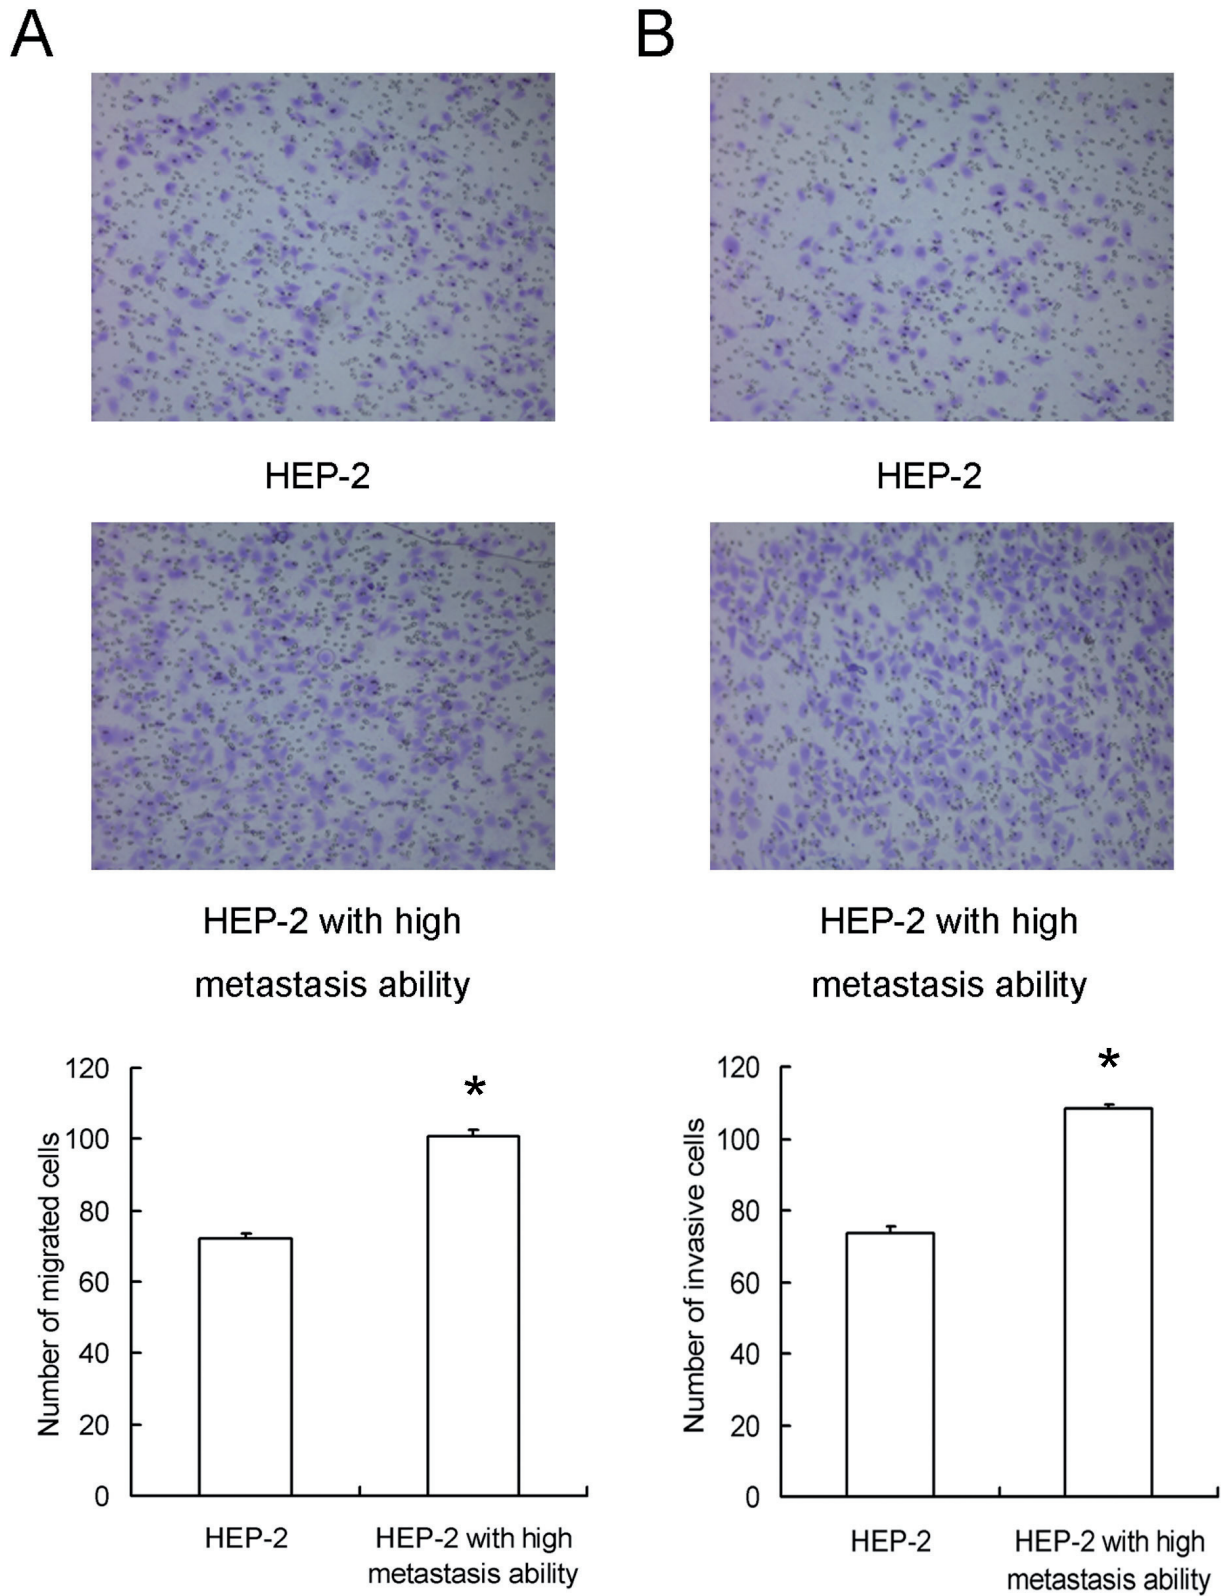 A
B
HEP-2
HEP-2
HEP-2 with high
metastasis ability
HEP-2 with high
metastasis ability
120
100
80
60
40
20
0
Number of migrated cells
*
HEP-2
HEP-2 with high
metastasis ability
120
100
80
60
40
20
0
Number of invasive cells
*
HEP-2
HEP-2 with high
metastasis ability